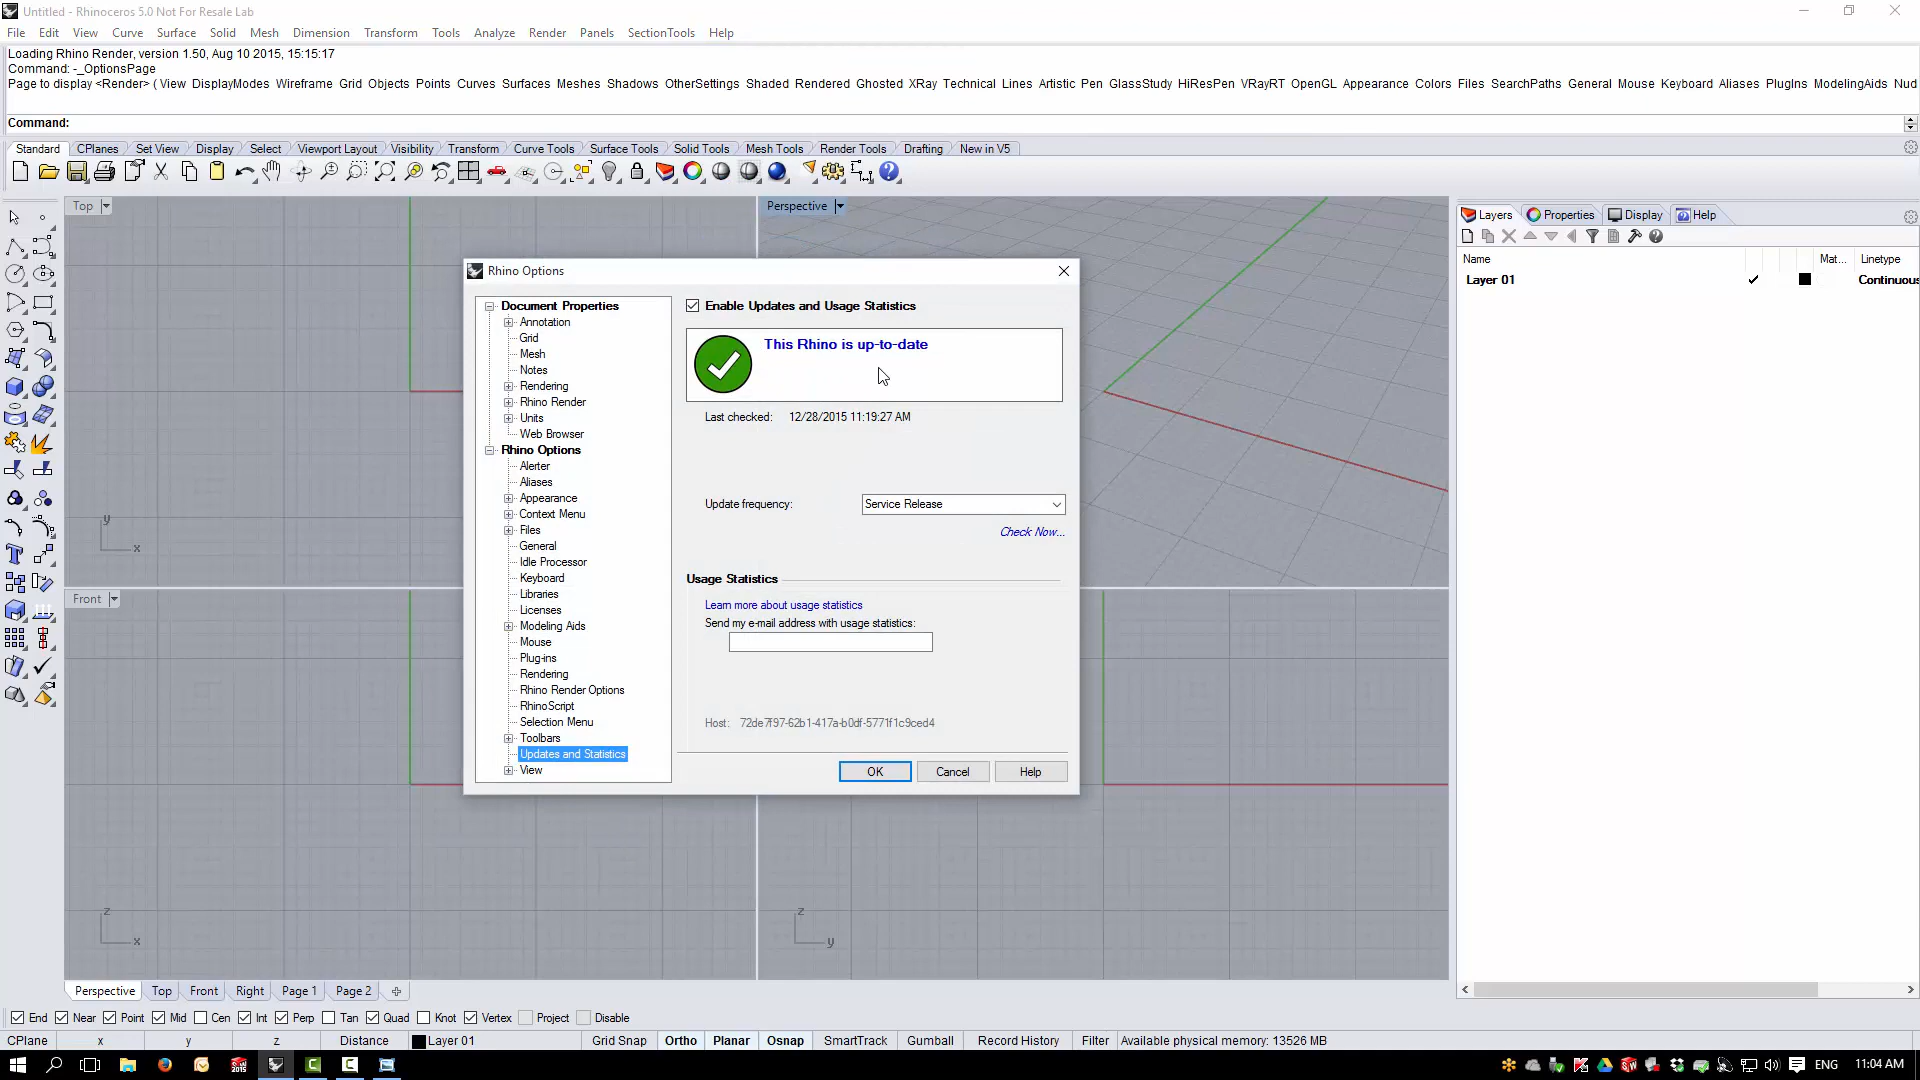 Untitled - Rhinoceros 5.0 Not For Resale Lab
File Edit View Curve Surface Solid Mesh Dimension Transform Tools Analyze Render Panels SectionTools Help
Loading Rhino Render, version 1.50, Aug 10 2015, 15:15:17
Command: -_OptionsPage
Page to display <Render> ( View DisplayModes Wireframe Grid Objects Points Curves Surfaces Meshes Shadows OtherSettings Shaded Rendered Ghosted XRay Technical Lines Artistic Pen GlassStudy HiResPen VRayRT OpenGL Appearance Colors Files SearchPaths General Mouse Keyboard Aliases PlugIns ModelingAids Nud
Command:
Standard CPlanes Set View Display Select Viewport Layout Visibility Transform Curve Tools Surface Tools Solid Tools Mesh Tools Render Tools Drafting New in V5
Top
Perspective
Layers Properties Display Help
Name Mat... Linetype
Layer 01 Continuous
Rhino Options
Document Properties
Annotation
Grid
Mesh
Notes
Rendering
Rhino Render
Units
Web Browser
Rhino Options
Alerter
Aliases
Appearance
Context Menu
Files
General
Idle Processor
Keyboard
Libraries
Licenses
Modeling Aids
Mouse
Plug-ins
Rendering
Rhino Render Options
RhinoScript
Selection Menu
Toolbars
Updates and Statistics
View
Enable Updates and Usage Statistics
This Rhino is up-to-date
Last checked: 12/28/2015 11:19:27 AM
Update frequency: Service Release
Check Now...
Usage Statistics
Learn more about usage statistics
Send my e-mail address with usage statistics:
Host: 72de7f97-62b1-417a-b0df-5771f1c9ced4
OK Cancel Help
y
x
Front
z
x
z
y
Perspective Top Front Right Page 1 Page 2
End Near Point Mid Cen Int Perp Tan Quad Knot Vertex Project Disable
CPlane x y z Distance Layer 01 Grid Snap Ortho Planar Osnap SmartTrack Gumball Record History Filter Available physical memory: 13526 MB
ENG 11:04 AM